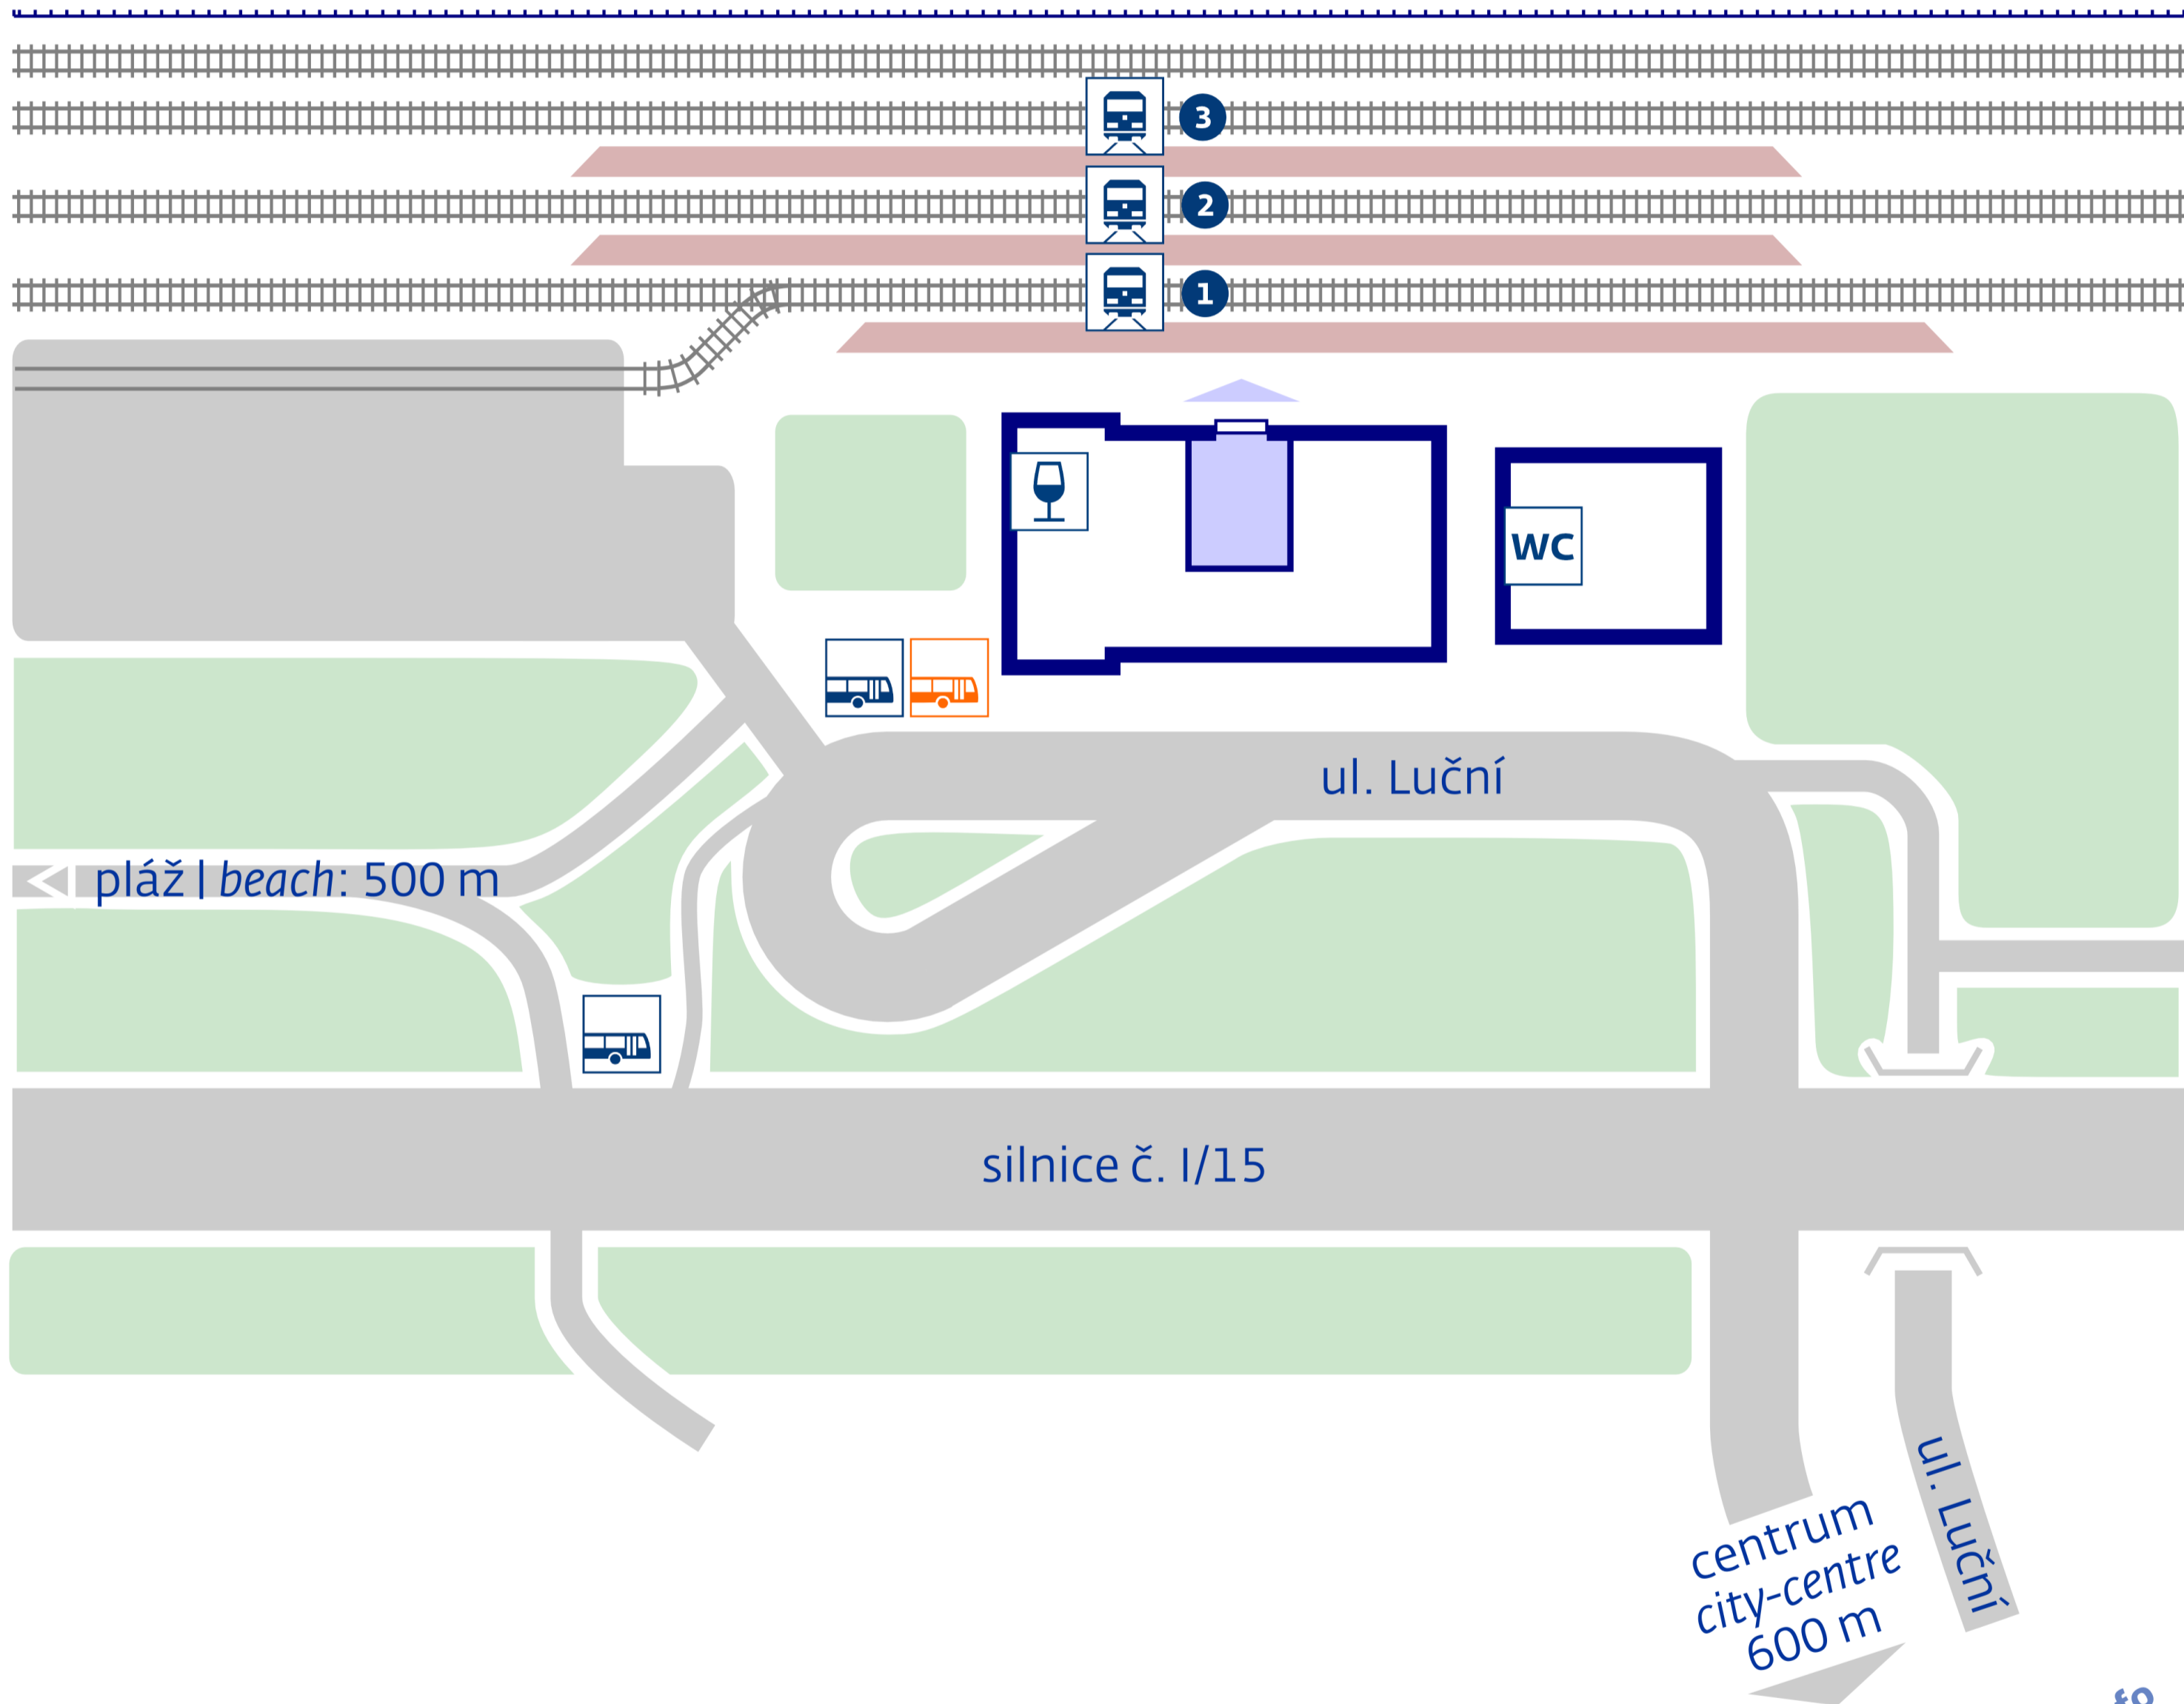 3
2
1
WC
ul. Luční
pláž| beach: 500 m
silnice č. I/15
ul. Luční
centrum
city-centre
600 m